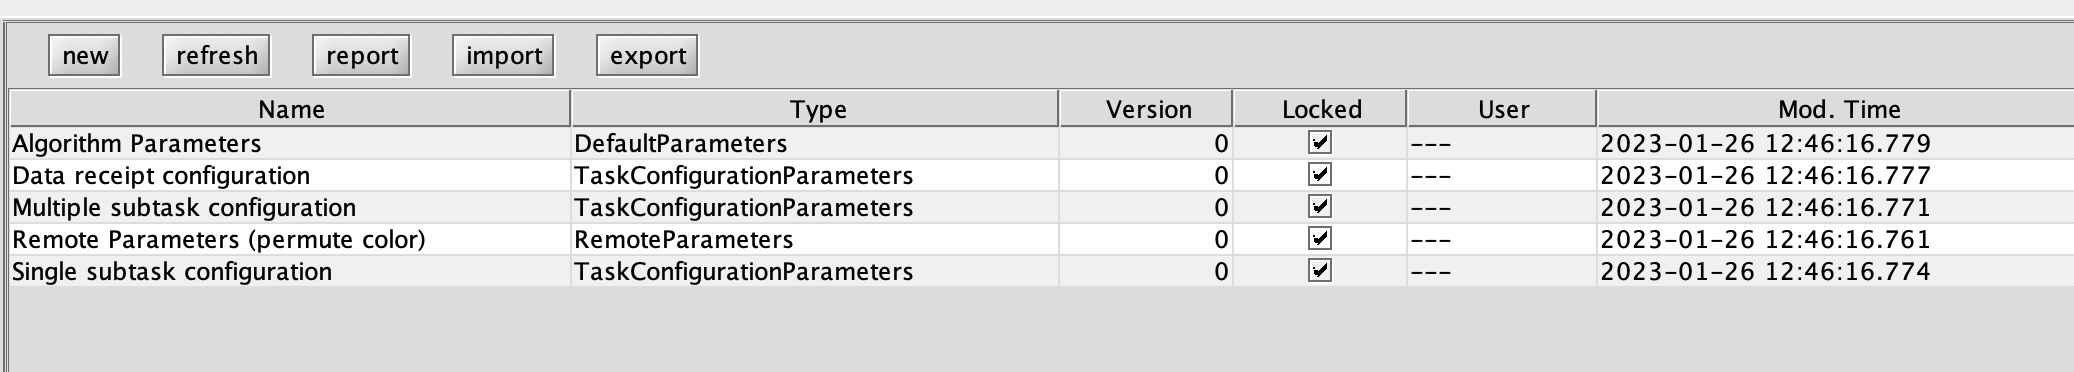 new refresh report import export
Name Type Version Locked User Mod. Time
Algorithm Parameters DefaultParameters 0 --- 2023-01-26 12:46:16.779
Data receipt configuration TaskConfigurationParameters 0 --- 2023-01-26 12:46:16.777
Multiple subtask configuration TaskConfigurationParameters 0 --- 2023-01-26 12:46:16.771
Remote Parameters (permute color) RemoteParameters 0 --- 2023-01-26 12:46:16.761
Single subtask configuration TaskConfigurationParameters 0 --- 2023-01-26 12:46:16.774